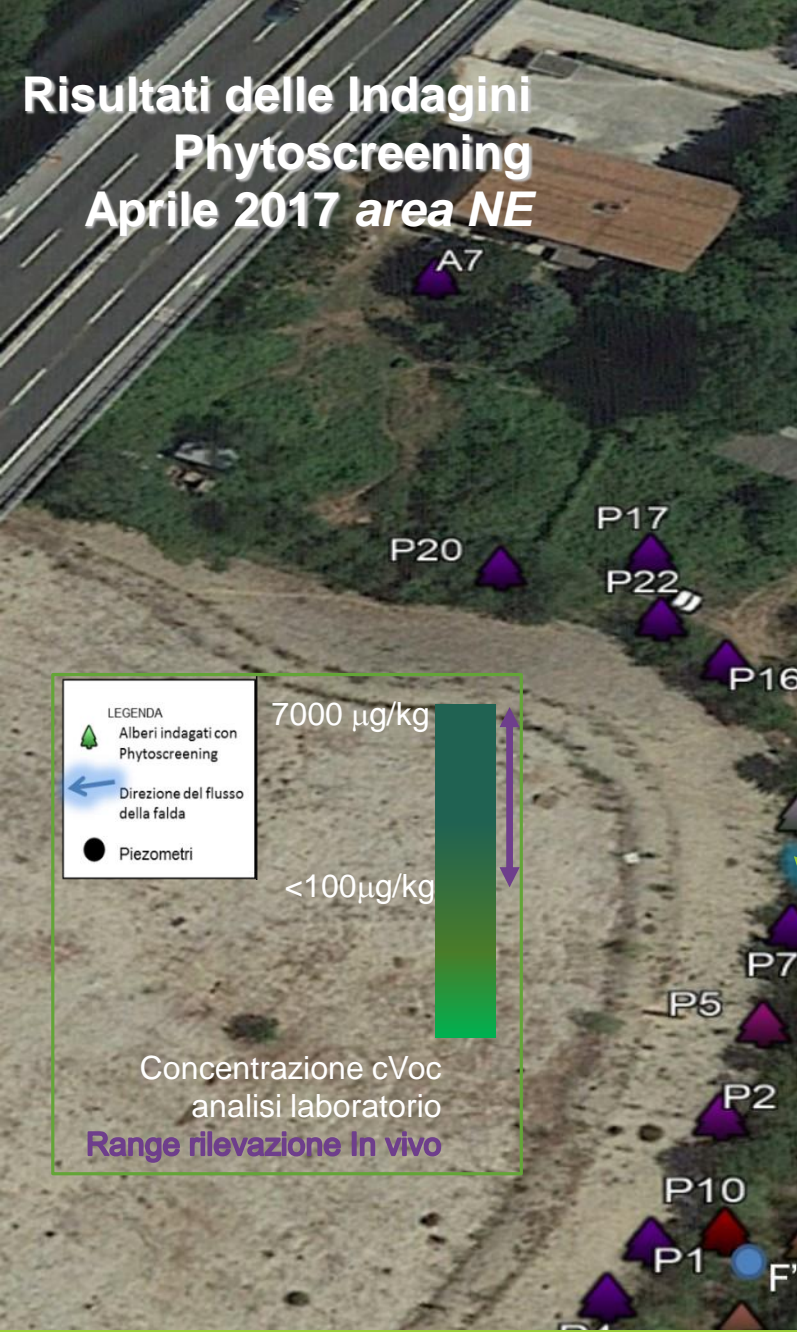 Risultati delle Indagini
Phytoscreening
Aprile 2017 area NE
A7
P17
P20
P22
P16
LEGENDA
Alberi indagati con
Phytoscreening
Direzione del flusso
della falda
Piezometri
7000 µg/kg
<100µg/kg
Concentrazione cVoc
analisi laboratorio
Range rilevazione In vivo
P7
P5
P2
P10
P1